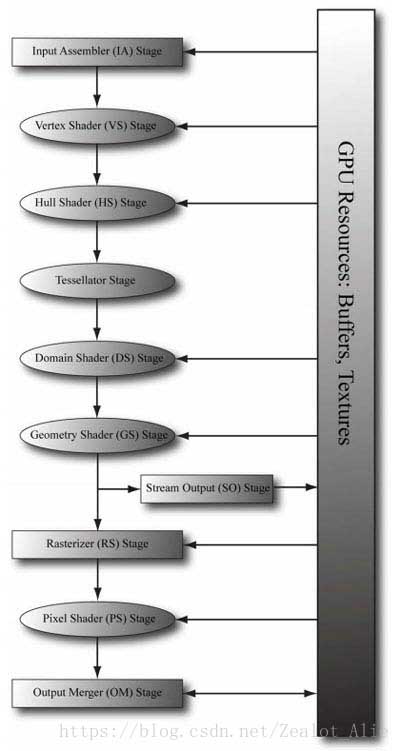 Input Assembler (IA) Stage
Vertex Shader (VS) Stage
Hull Shader (HS) Stage
Tessellator Stage
Domain Shader (DS) Stage
Geometry Shader (GS) Stage
Stream Output (SO) Stage
Rasterizer (RS) Stage
Pixel Shader (PS) Stage
Output Merger (OM) Stage
GPU Resources: Buffers, Textures
https://blog.csdn.net/Zealot_Alie